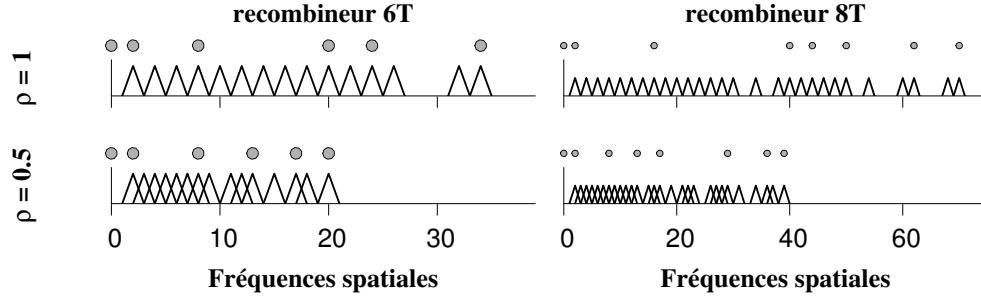 recombineur 6T
recombineur 8T
ρ = 1
ρ = 0.5
0 10 20 30
0 20 40 60
Fréquences spatiales
Fréquences spatiales